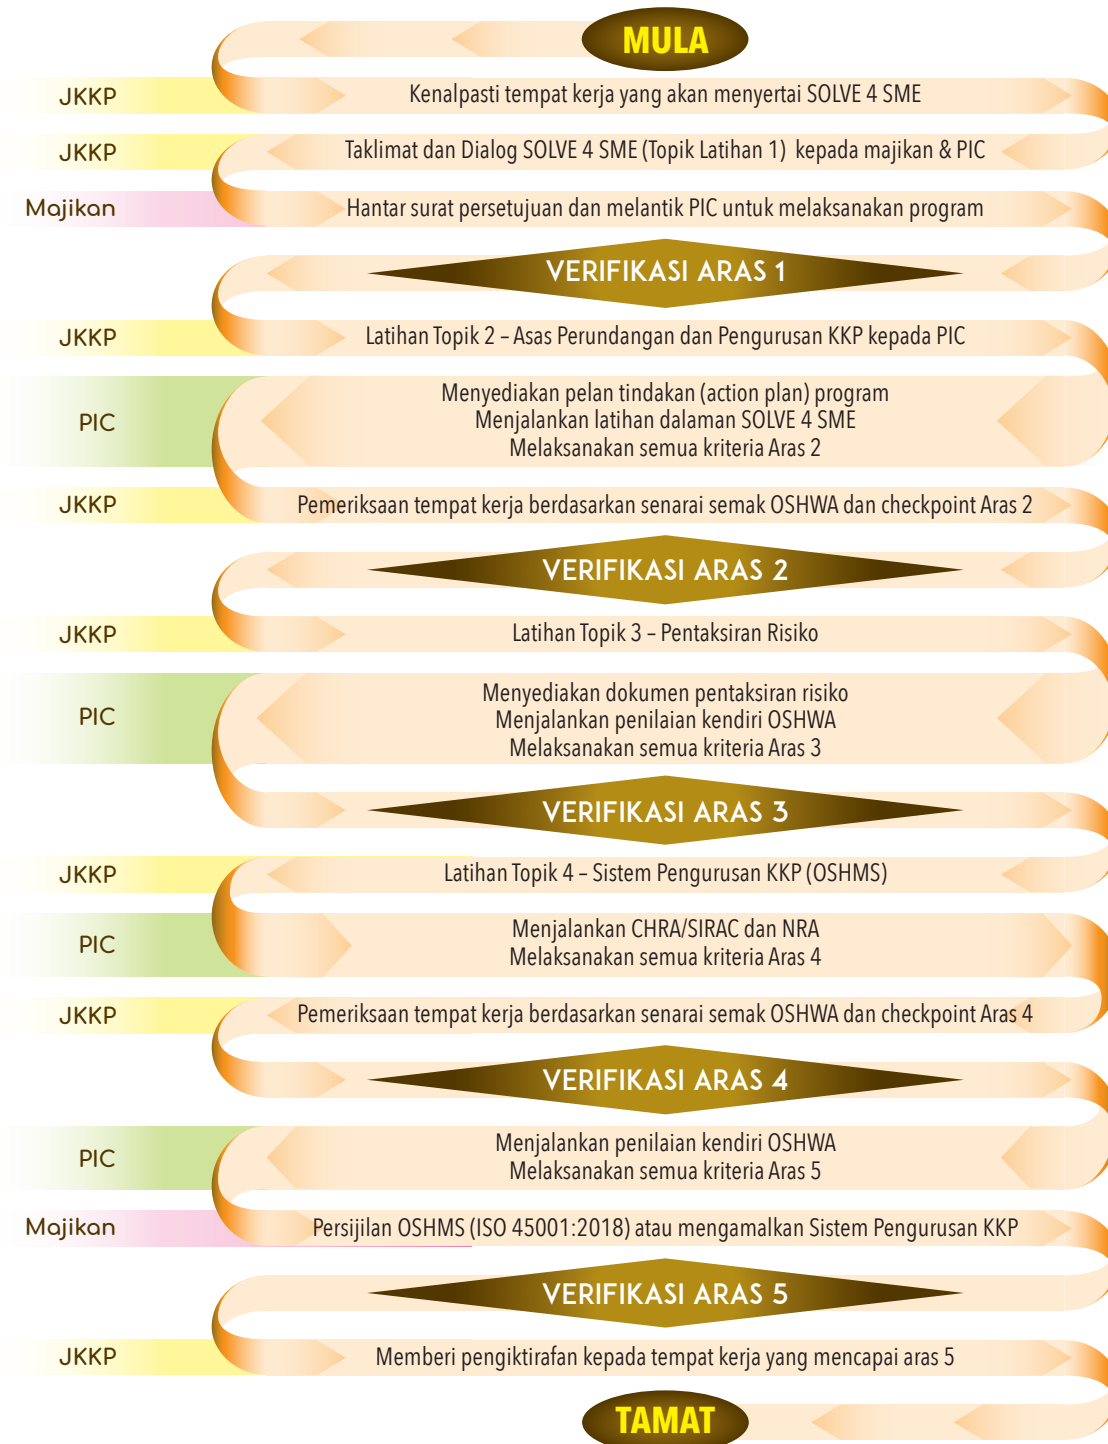 MULA
JKKP
Kenalpasti tempat kerja yang akan menyertai SOLVE 4 SME
JKKP
Taklimat dan Dialog SOLVE 4 SME (Topik Latihan 1) kepada majikan & PIC
Majikan
Hantar surat persetujuan dan melantik PIC untuk melaksanakan program
VERIFIKASI ARAS 1
JKKP
Latihan Topik 2 – Asas Perundangan dan Pengurusan KKP kepada PIC
PIC
Menyediakan pelan tindakan (action plan) program
Menjalankan latihan dalaman SOLVE 4 SME
Melaksanakan semua kriteria Aras 2
JKKP
Pemeriksaan tempat kerja berdasarkan senarai semak OSHWA dan checkpoint Aras 2
VERIFIKASI ARAS 2
JKKP
Latihan Topik 3 – Pentaksiran Risiko
PIC
Menyediakan dokumen pentaksiran risiko
Menjalankan penilaian kendiri OSHWA
Melaksanakan semua kriteria Aras 3
VERIFIKASI ARAS 3
JKKP
Latihan Topik 4 – Sistem Pengurusan KKP (OSHMS)
PIC
Menjalankan CHRA/SIRAC dan NRA
Melaksanakan semua kriteria Aras 4
JKKP
Pemeriksaan tempat kerja berdasarkan senarai semak OSHWA dan checkpoint Aras 4
VERIFIKASI ARAS 4
PIC
Menjalankan penilaian kendiri OSHWA
Melaksanakan semua kriteria Aras 5
Majikan
Persijilan OSHMS (ISO 45001:2018) atau mengamalkan Sistem Pengurusan KKP
VERIFIKASI ARAS 5
JKKP
Memberi pengiktirafan kepada tempat kerja yang mencapai aras 5
TAMAT